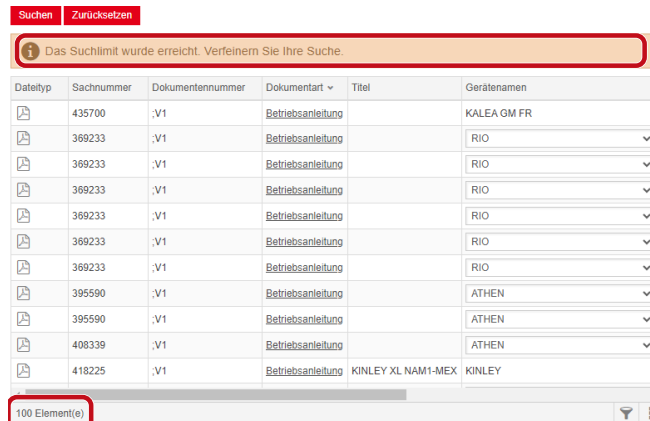 Suchen Zurücksetzen
Das Suchlimit wurde erreicht. Verfeinern Sie Ihre Suche.
Dateityp Sachnummer Dokumentennummer Dokumentart Titel Gerätenamen
435700 ;V1 Betriebsanleitung KALEA GM FR
369233 ;V1 Betriebsanleitung RIO
369233 ;V1 Betriebsanleitung RIO
369233 ;V1 Betriebsanleitung RIO
369233 ;V1 Betriebsanleitung RIO
369233 ;V1 Betriebsanleitung RIO
369233 ;V1 Betriebsanleitung RIO
395590 ;V1 Betriebsanleitung ATHEN
395590 ;V1 Betriebsanleitung ATHEN
408339 ;V1 Betriebsanleitung ATHEN
418225 ;V1 Betriebsanleitung KINLEY XL NAM1-MEX KINLEY
100 Element(e)